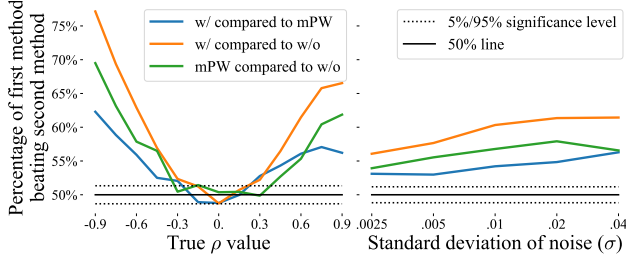 Percentage of first method
beating second method
75%
70%
65%
60%
55%
50%
w/ compared to mPW
w/ compared to w/o
mPW compared to w/o
-0.9 -0.6 -0.3 0. 0.3 0.6 0.9
True ρ value
5%/95% significance level
50% line
.0025 .005 .01 .02 .04
Standard deviation of noise (σ)